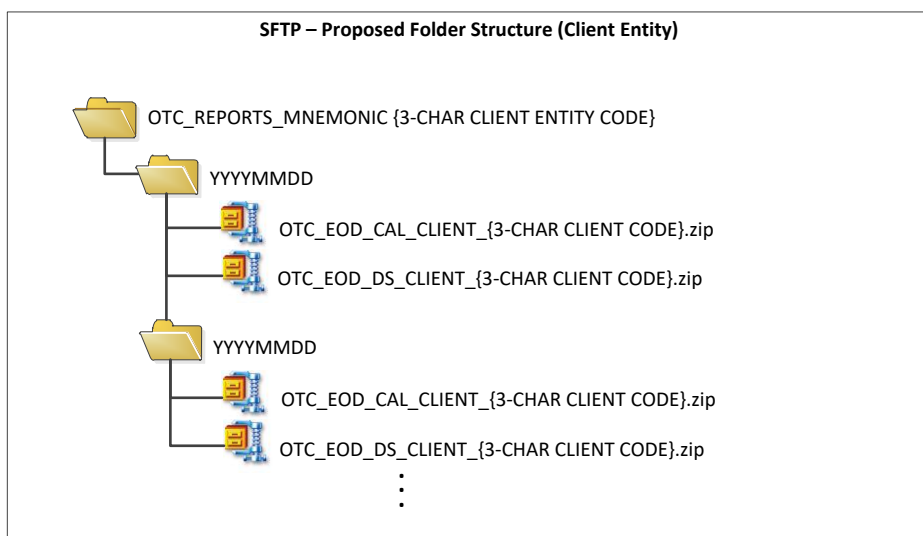 SFTP – Proposed Folder Structure (Client Entity)
OTC_REPORTS_MNEMONIC {3-CHAR CLIENT ENTITY CODE}
YYYYMMDD
OTC_EOD_CAL_CLIENT_{3-CHAR CLIENT CODE}.zip
OTC_EOD_DS_CLIENT_{3-CHAR CLIENT CODE}.zip
YYYYMMDD
OTC_EOD_CAL_CLIENT_{3-CHAR CLIENT CODE}.zip
OTC_EOD_DS_CLIENT_{3-CHAR CLIENT CODE}.zip